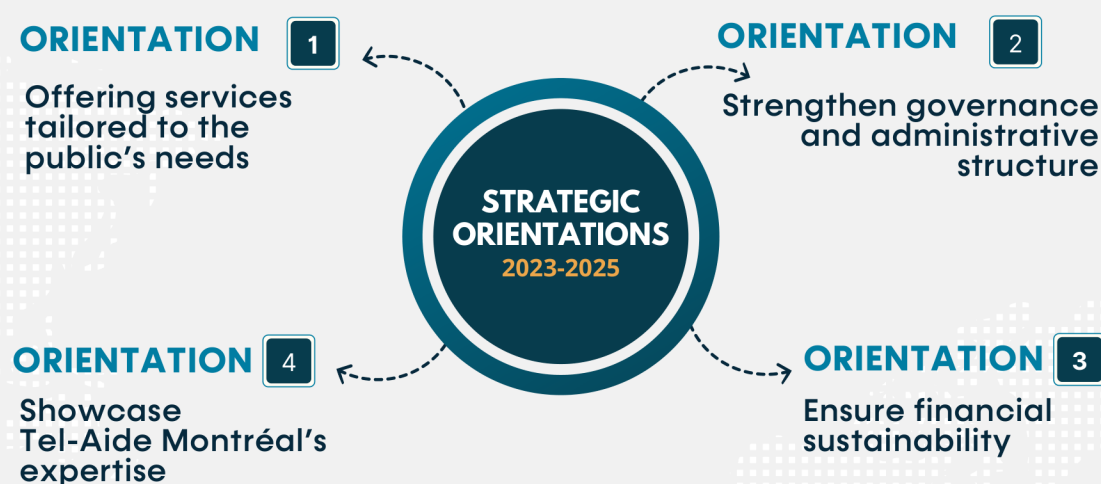 ORIENTATION 1
Offering services
tailored to the
public's needs
ORIENTATION 2
Strengthen governance
and administrative
structure
STRATEGIC
ORIENTATIONS
2023-2025
ORIENTATION 4
Showcase
Tel-Aide Montréal's
expertise
ORIENTATION 3
Ensure financial
sustainability